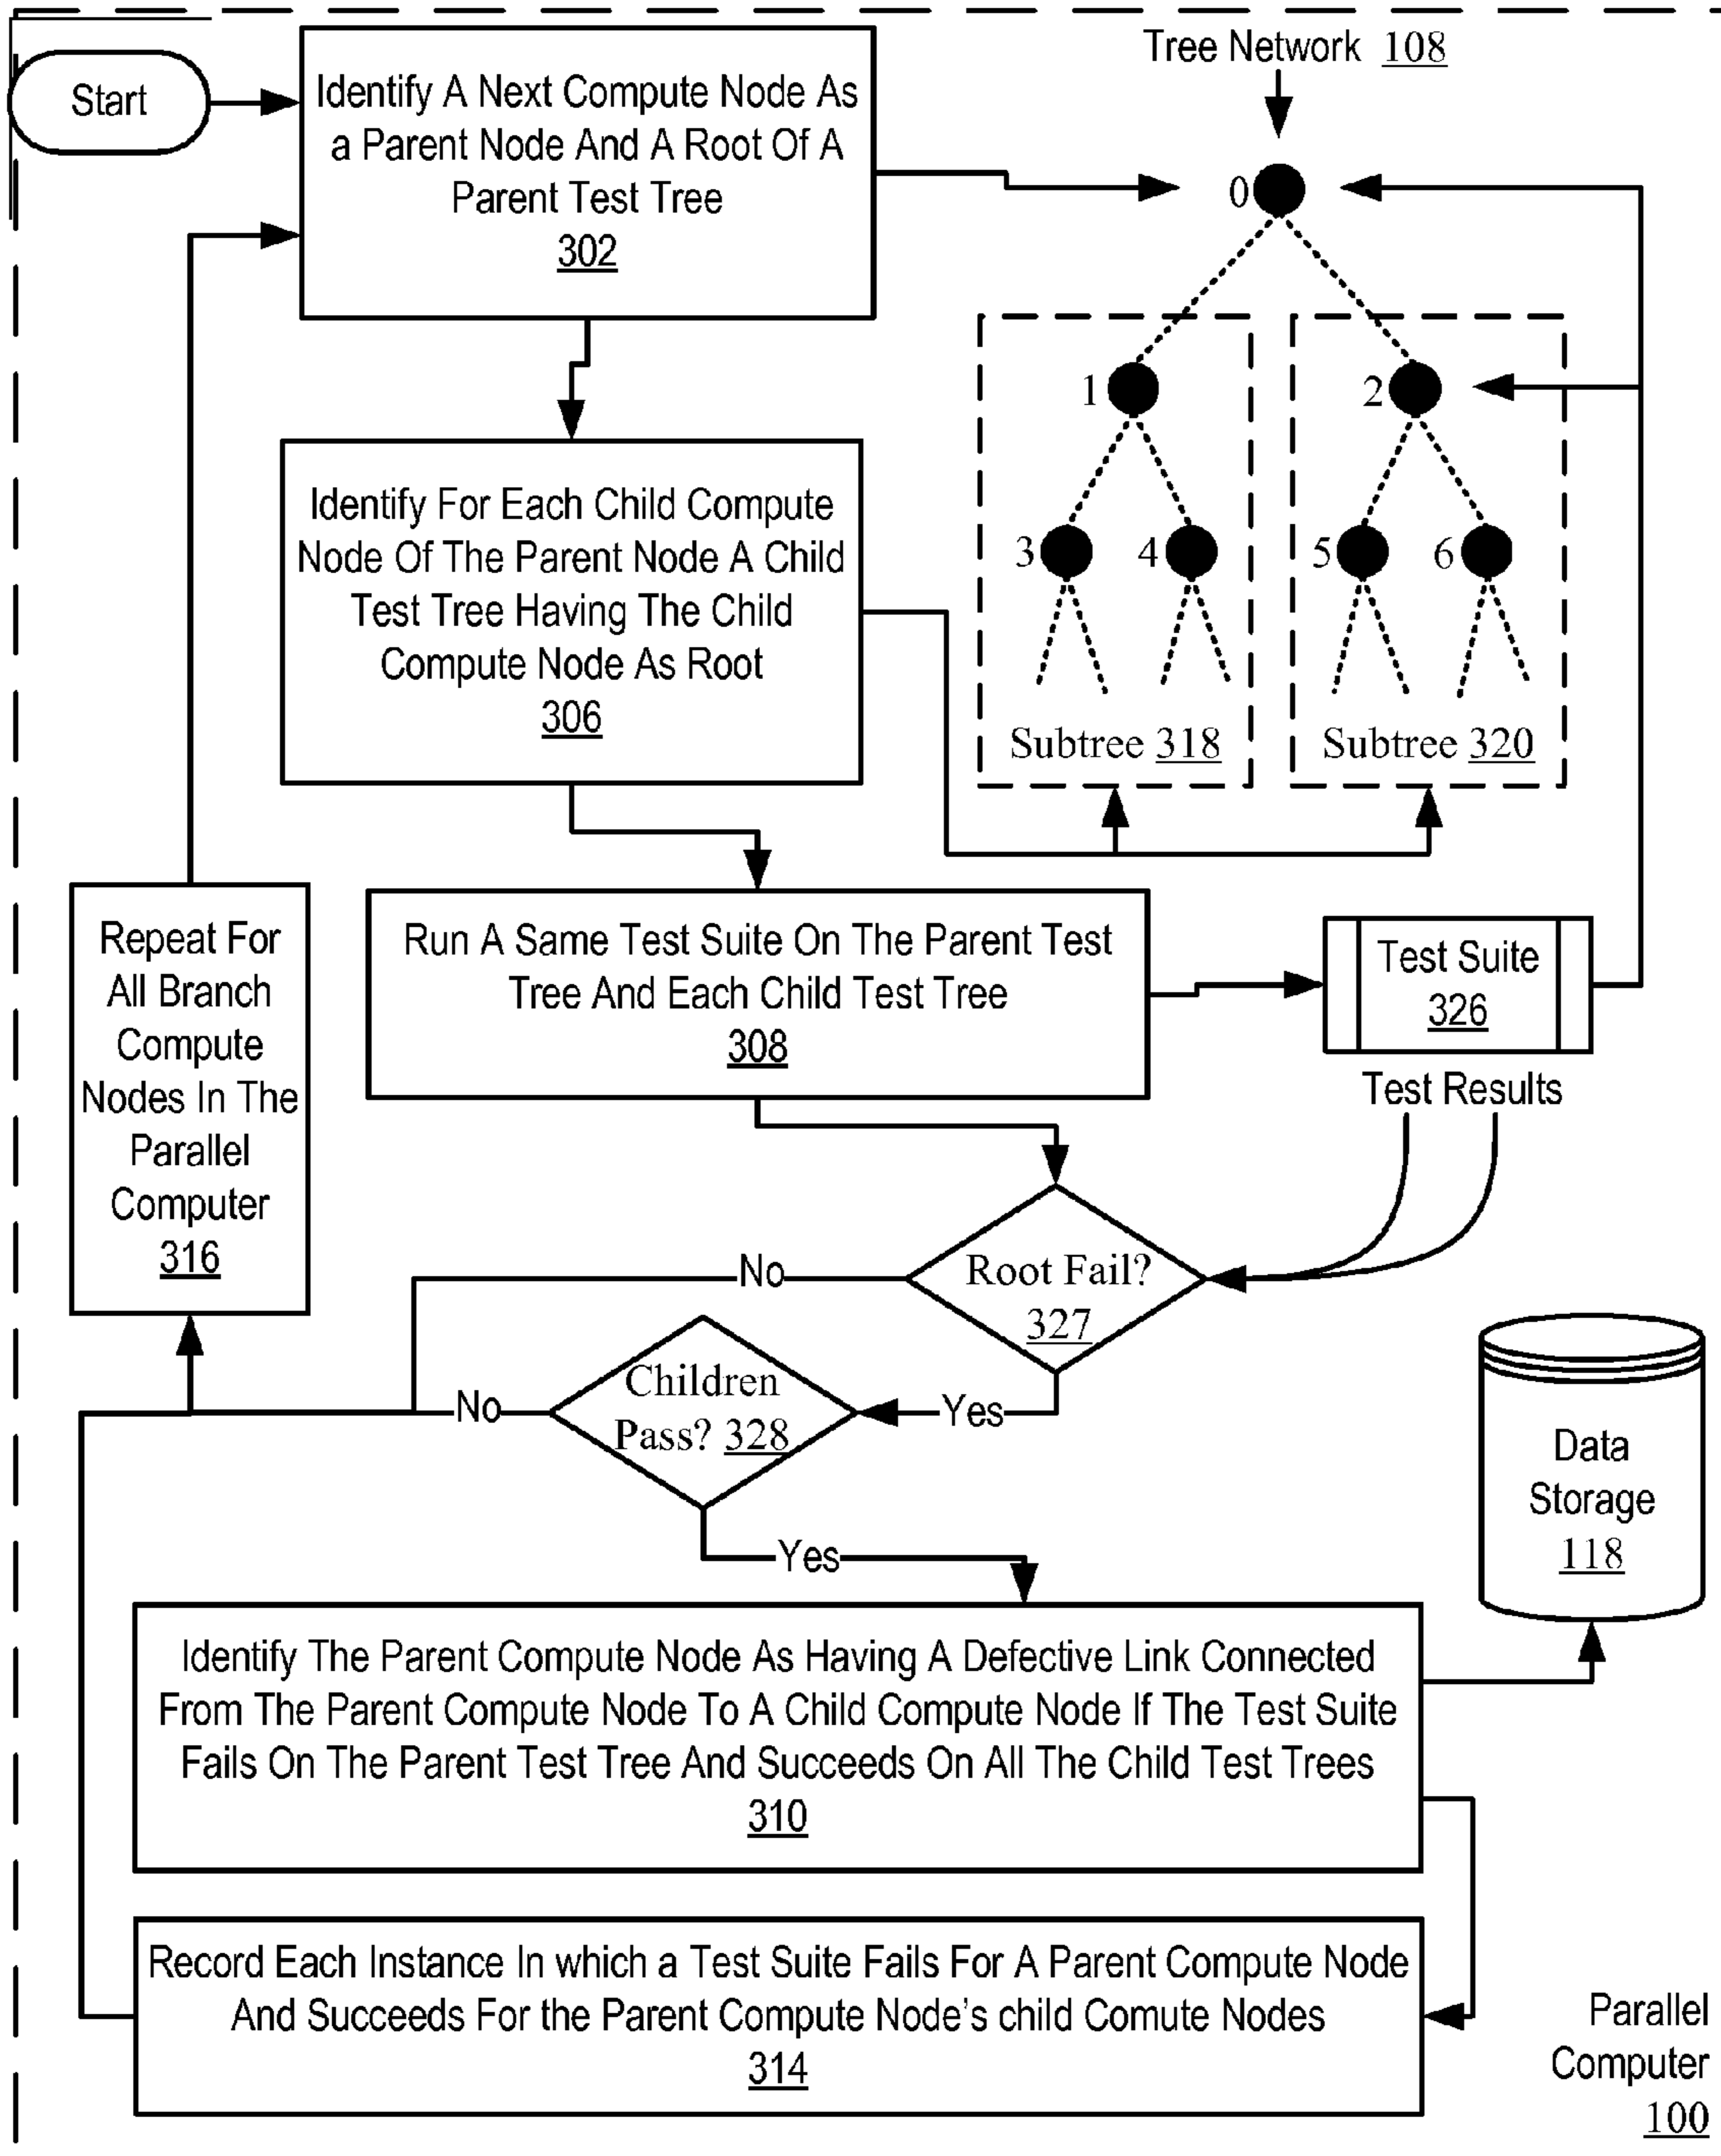 Start
Identify A Next Compute Node As
a Parent Node And A Root Of A
Parent Test Tree
302
Tree Network 108
0
1
2
3
4
5
6
Subtree 318
Subtree 320
Identify For Each Child Compute
Node Of The Parent Node A Child
Test Tree Having The Child
Compute Node As Root
306
Repeat For
All Branch
Compute
Nodes In The
Parallel
Computer
316
Run A Same Test Suite On The Parent Test
Tree And Each Child Test Tree
308
Test Suite
326
Test Results
Root Fail?
327
No
Yes
Children
Pass? 328
No
Yes
Data
Storage
118
Identify The Parent Compute Node As Having A Defective Link Connected
From The Parent Compute Node To A Child Compute Node If The Test Suite
Fails On The Parent Test Tree And Succeeds On All The Child Test Trees
310
Record Each Instance In which a Test Suite Fails For A Parent Compute Node
And Succeeds For the Parent Compute Node's child Comute Nodes
314
Parallel
Computer
100